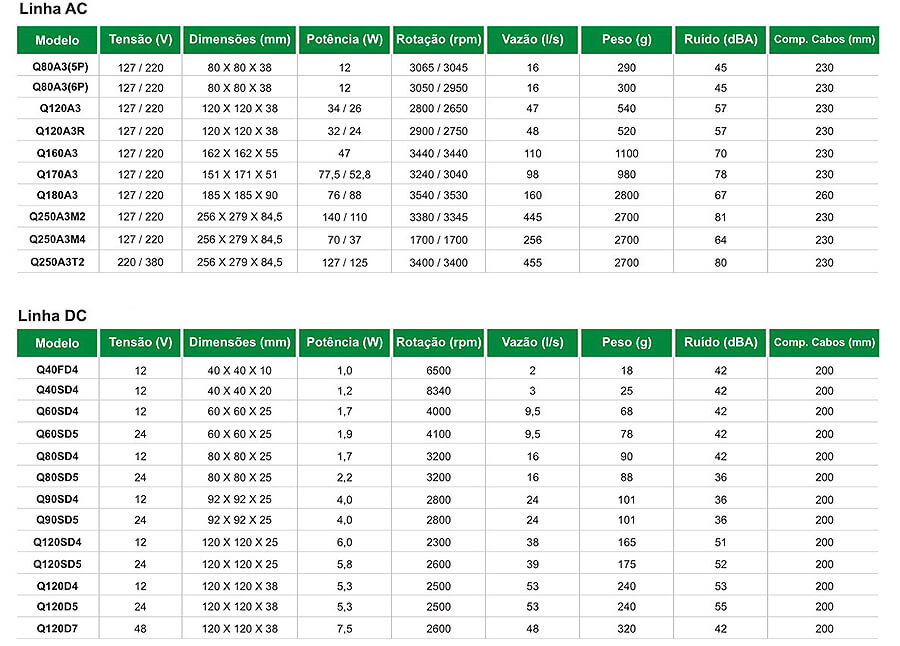 Linha AC
Modelo Tensão (V) Dimensões (mm) Potência (W) Rotação (rpm) Vazão (l/s) Peso (g) Ruído (dBA) Comp. Cabos (mm)
Q80A3(5P) 127 / 220 80 X 80 X 38 12 3065 / 3045 16 290 45 230
Q80A3(6P) 127 / 220 80 X 80 X 38 12 3050 / 2950 16 300 45 230
Q120A3 127 / 220 120 X 120 X 38 34 / 26 2800 / 2650 47 540 57 230
Q120A3R 127 / 220 120 X 120 X 38 32 / 24 2900 / 2750 48 520 57 230
Q160A3 127 / 220 162 X 162 X 55 47 3440 / 3440 110 1100 70 230
Q170A3 127 / 220 151 X 171 X 51 77,5 / 52,8 3240 / 3040 98 980 78 230
Q180A3 127 / 220 185 X 185 X 90 76 / 88 3540 / 3530 160 2800 67 260
Q250A3M2 127 / 220 256 X 279 X 84,5 140 / 110 3380 / 3345 445 2700 81 230
Q250A3M4 127 / 220 256 X 279 X 84,5 70 / 37 1700 / 1700 256 2700 64 230
Q250A3T2 220 / 380 256 X 279 X 84,5 127 / 125 3400 / 3400 455 2700 80 230
Linha DC
Modelo Tensão (V) Dimensões (mm) Potência (W) Rotação (rpm) Vazão (l/s) Peso (g) Ruído (dBA) Comp. Cabos (mm)
Q40FD4 12 40 X 40 X 10 1,0 6500 2 18 42 200
Q40SD4 12 40 X 40 X 20 1,2 8340 3 25 42 200
Q60SD4 12 60 X 60 X 25 1,7 4000 9,5 68 42 200
Q60SD5 24 60 X 60 X 25 1,9 4100 9,5 78 42 200
Q80SD4 12 80 X 80 X 25 1,7 3200 16 90 42 200
Q80SD5 24 80 X 80 X 25 2,2 3200 16 88 36 200
Q90SD4 12 92 X 92 X 25 4,0 2800 24 101 36 200
Q90SD5 24 92 X 92 X 25 4,0 2800 24 101 36 200
Q120SD4 12 120 X 120 X 25 6,0 2300 38 165 51 200
Q120SD5 24 120 X 120 X 25 5,8 2600 39 175 52 200
Q120D4 12 120 X 120 X 38 5,3 2500 53 240 53 200
Q120D5 24 120 X 120 X 38 5,3 2500 53 240 55 200
Q120D7 48 120 X 120 X 38 7,5 2600 48 320 42 200